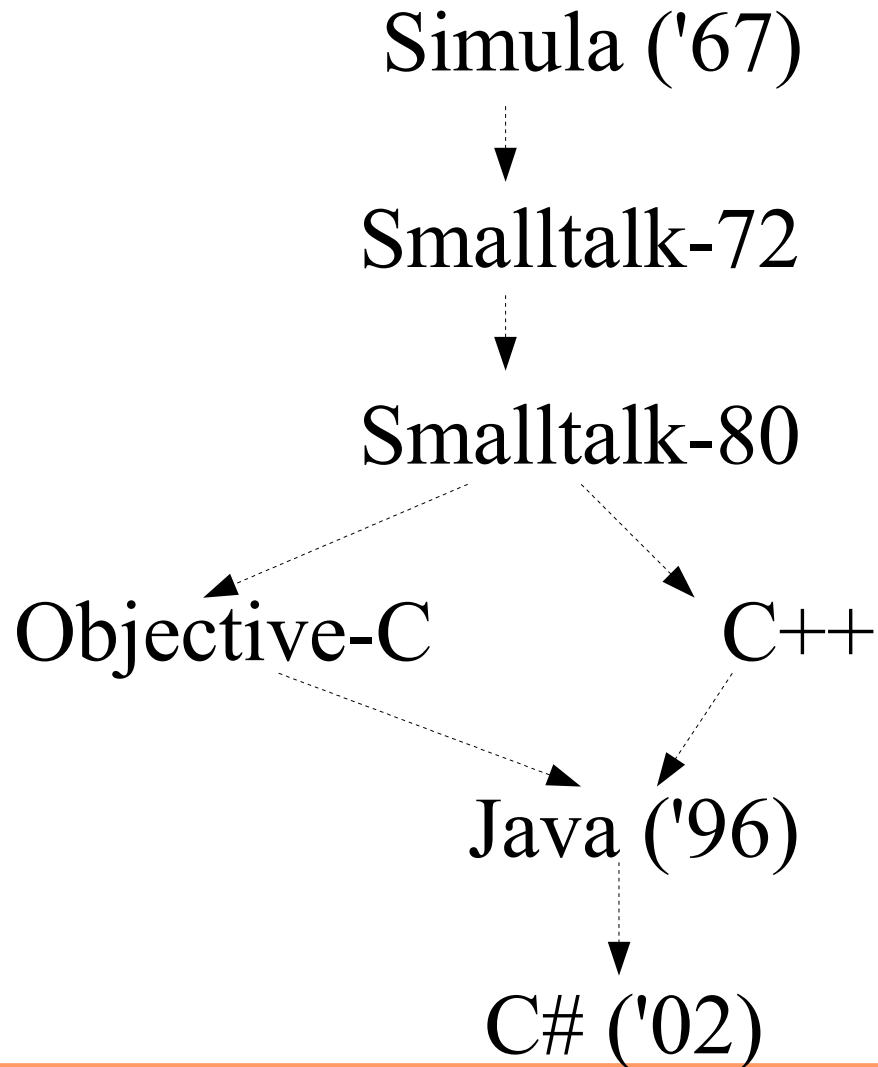 Simula ('67)
Smalltalk-72
Smalltalk-80
Objective-C C++
Java ('96)
C# ('02)